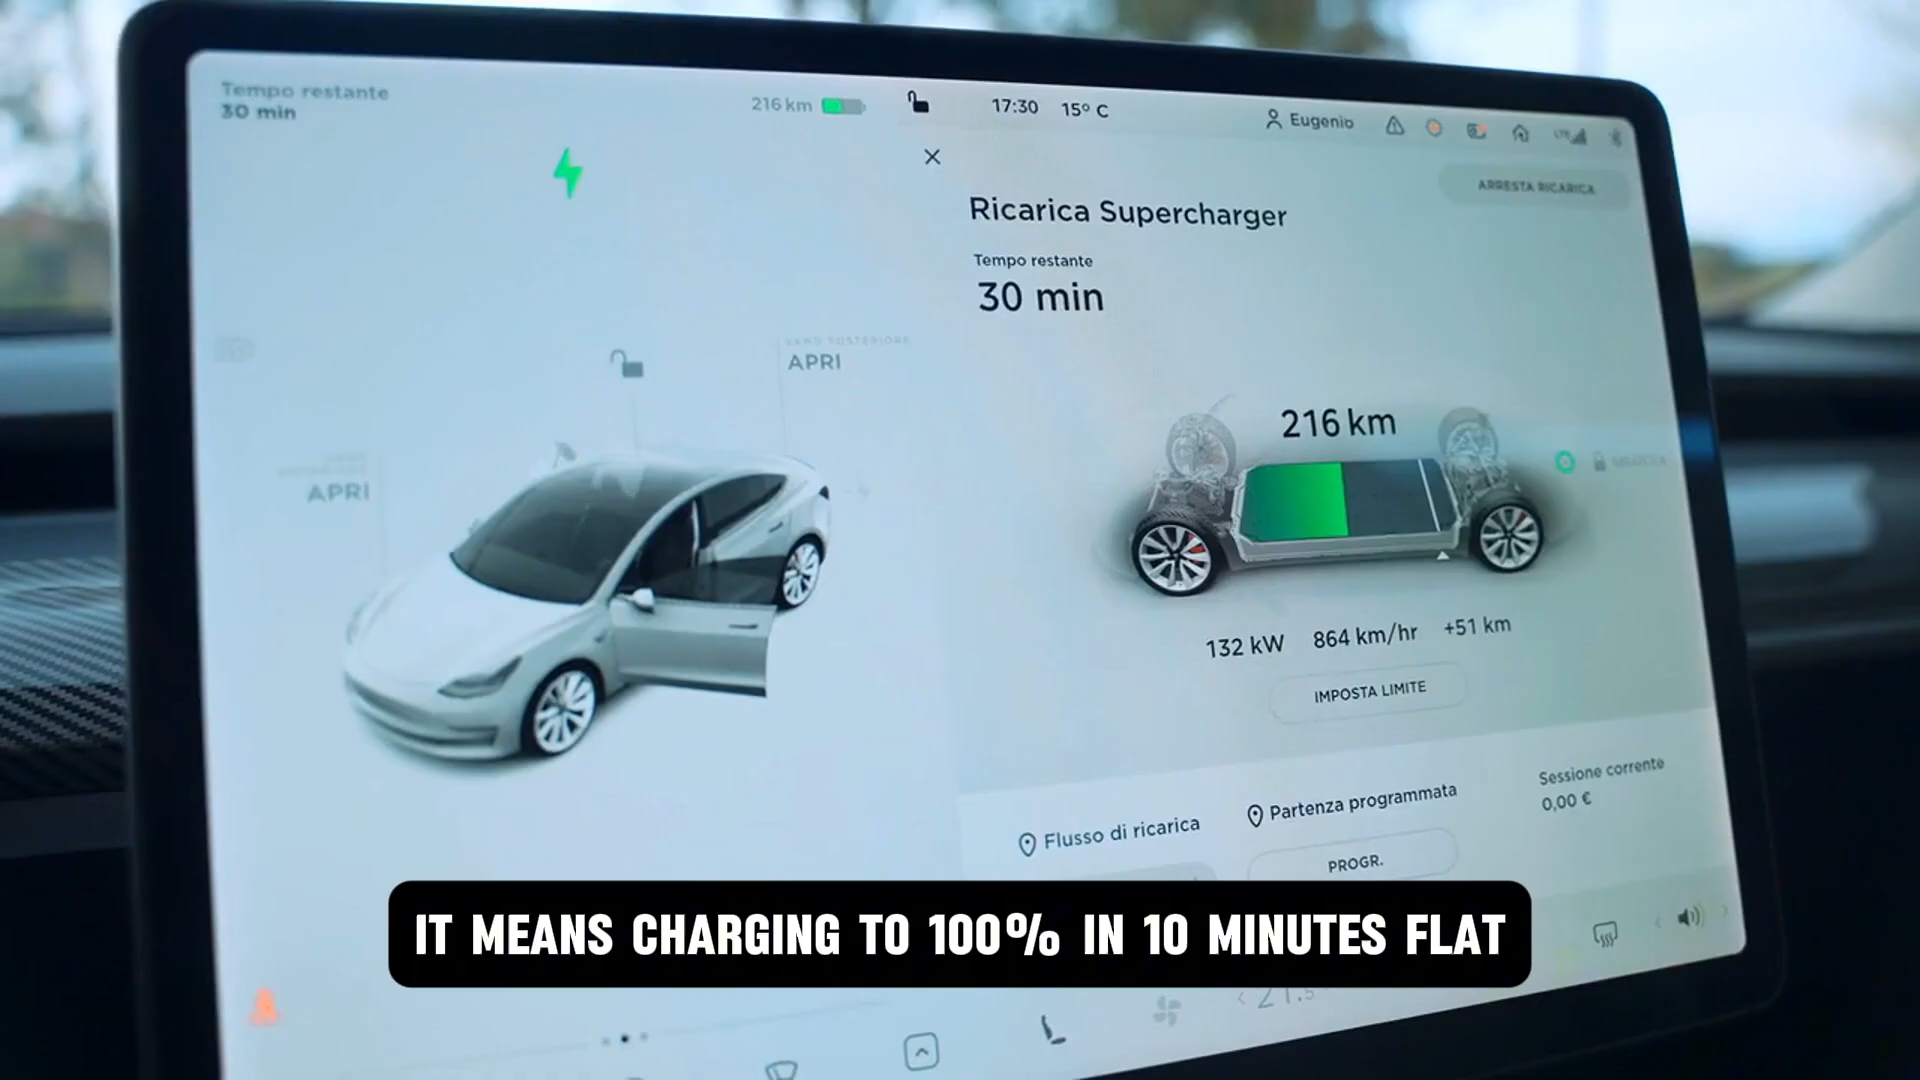 Tempo restante
30 min
216 km
17:30
15° C
Eugenio
LTE
ARRESTA RICARICA
Ricarica Supercharger
Tempo restante
30 min
APRI
APRI
216 km
132 kW
864 km/hr
+51 km
IMPOSTA LIMITE
Flusso di ricarica
Partenza programmata
PROGR.
Sessione corrente
0,00 €
IT MEANS CHARGING TO 100% IN 10 MINUTES FLAT